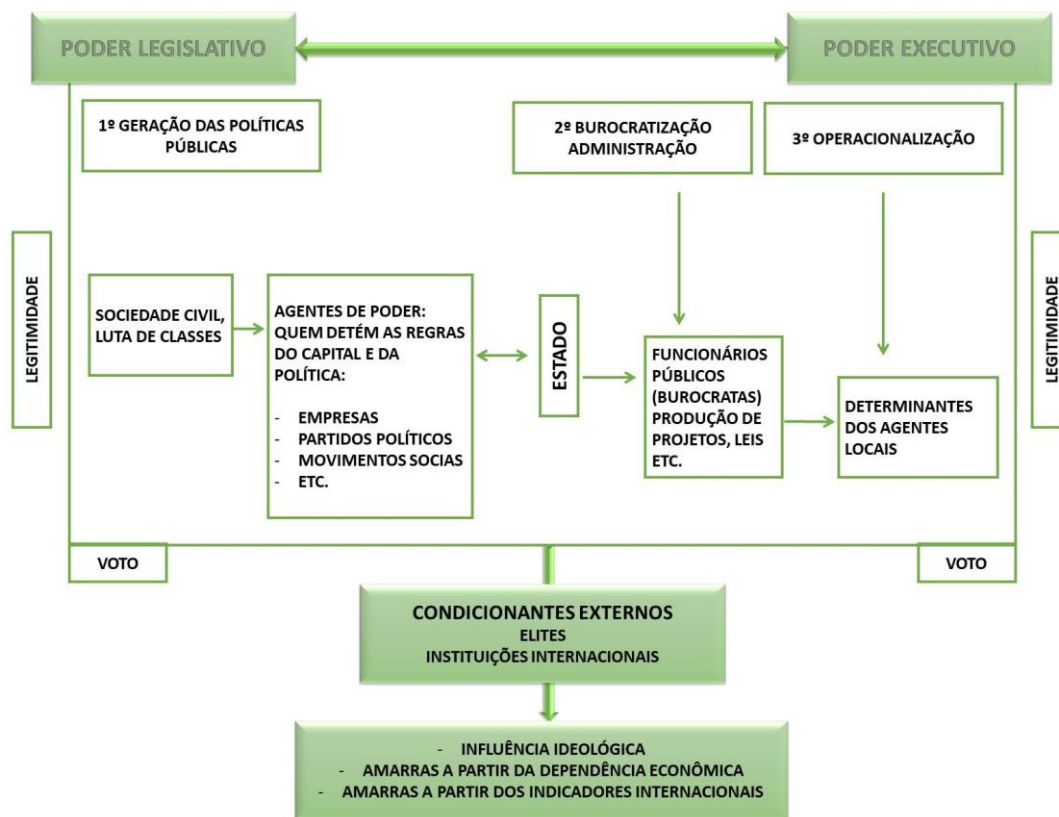 PODER LEGISLATIVO
PODER EXECUTIVO
1º GERAÇÃO DAS POLÍTICAS
PÚBLICAS
2º BUROCRATIZAÇÃO
ADMINISTRAÇÃO
3º OPERACIONALIZAÇÃO
LEGITIMIDADE
SOCIEDADE CIVIL,
LUTA DE CLASSES
AGENTES DE PODER:
QUEM DETÉM AS REGRAS
DO CAPITAL E DA
POLÍTICA:
- EMPRESAS
- PARTIDOS POLÍTICOS
- MOVIMENTOS SOCIAS
- ETC.
ESTADO
FUNCIONÁRIOS
PÚBLICOS
(BUROCRATAS)
PRODUÇÃO DE
PROJETOS, LEIS
ETC.
DETERMINANTES
DOS AGENTES
LOCAIS
LEGITIMIDADE
VOTO
VOTO
CONDICIONANTES EXTERNOS
ELITES
INSTITUIÇÕES INTERNACIONAIS
- INFLUÊNCIA IDEOLÓGICA
- AMARRAS A PARTIR DA DEPENDÊNCIA ECONÔMICA
- AMARRAS A PARTIR DOS INDICADORES INTERNACIONAIS